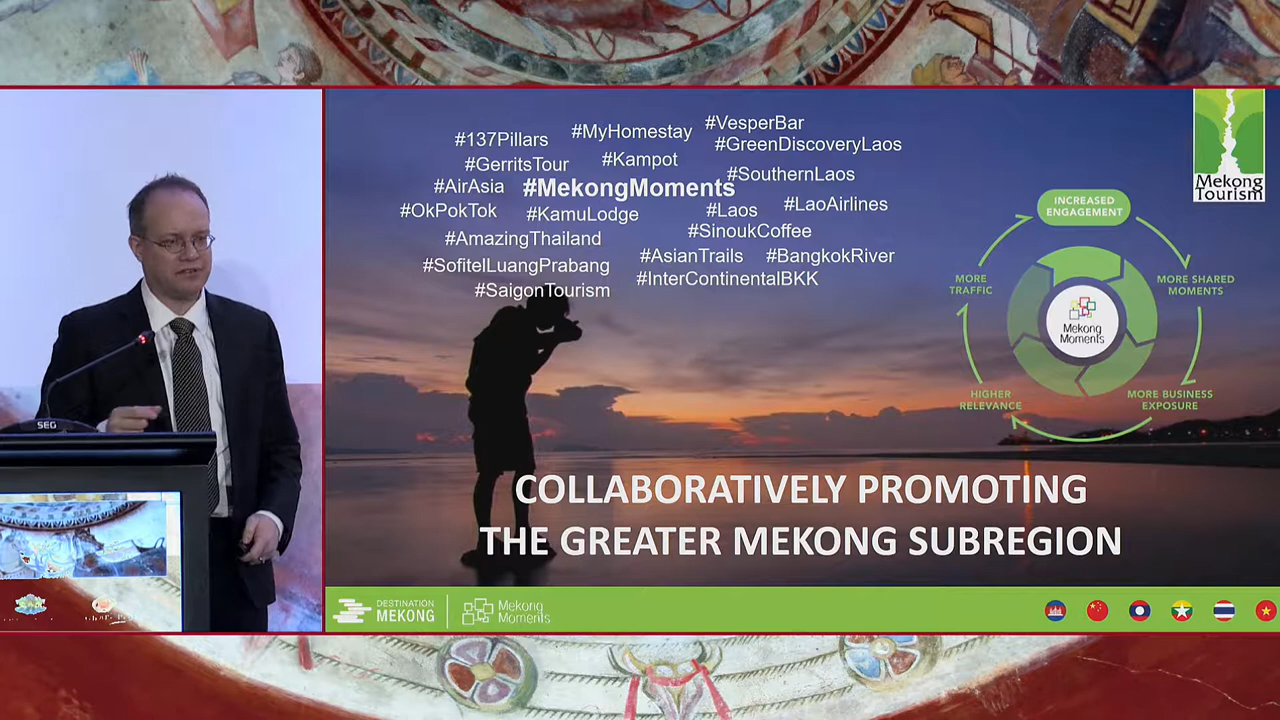 #VesperBar
#137Pillars
#MyHomestay
#GreenDiscoveryLaos
#GerritsTour
#Kampot
#SouthernLaos
#AirAsia
#MekongMoments
#OkPokTok
#KamuLodge
#Laos
#LaoAirlines
#AmazingThailand
#SinoukCoffee
#SofitelLuangPrabang
#AsianTrails
#BangkokRiver
#SaigonTourism
#InterContinentalBKK
Mekong
Tourism
INCREASED
ENGAGEMENT
MORE SHARED
MOMENTS
MORE BUSINESS
EXPOSURE
HIGHER
RELEVANCE
MORE
TRAFFIC
Mekong
Moments
COLLABORATIVELY PROMOTING
THE GREATER MEKONG SUBREGION
DESTINATION
MEKONG
Mekong
Moments